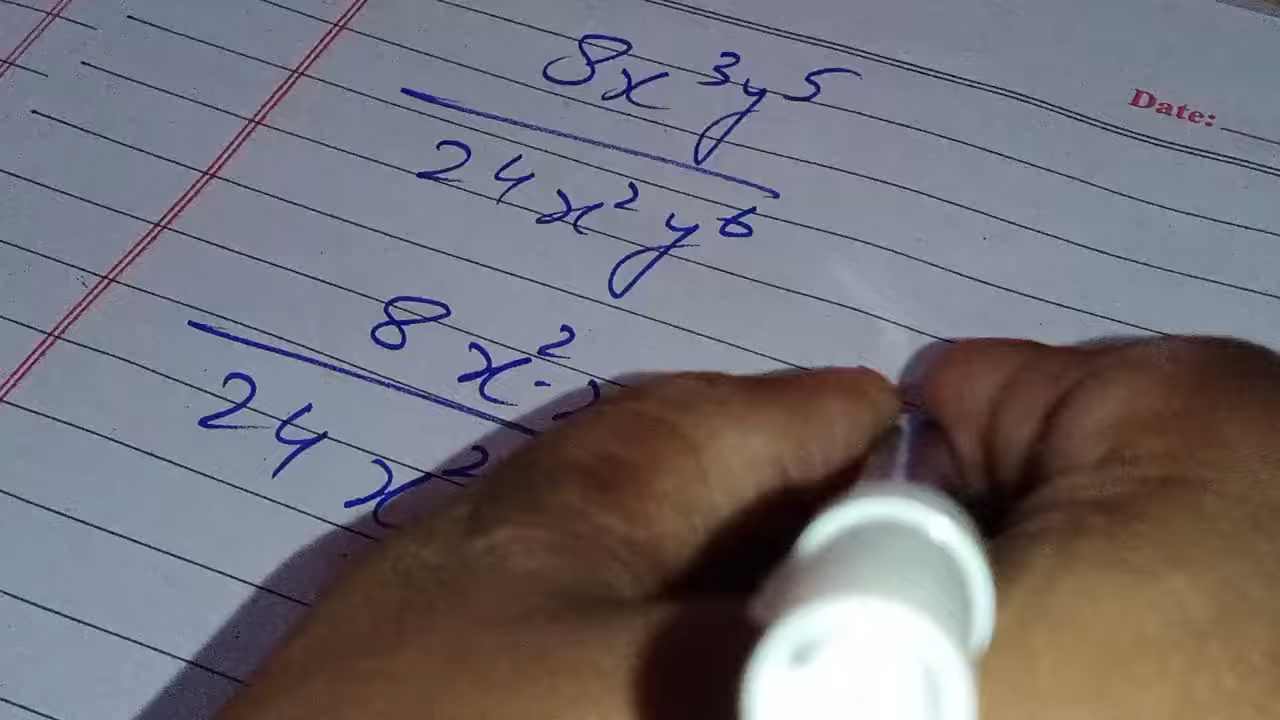 Date:
8x³y⁵
24x²y⁶
8x²·
24x²